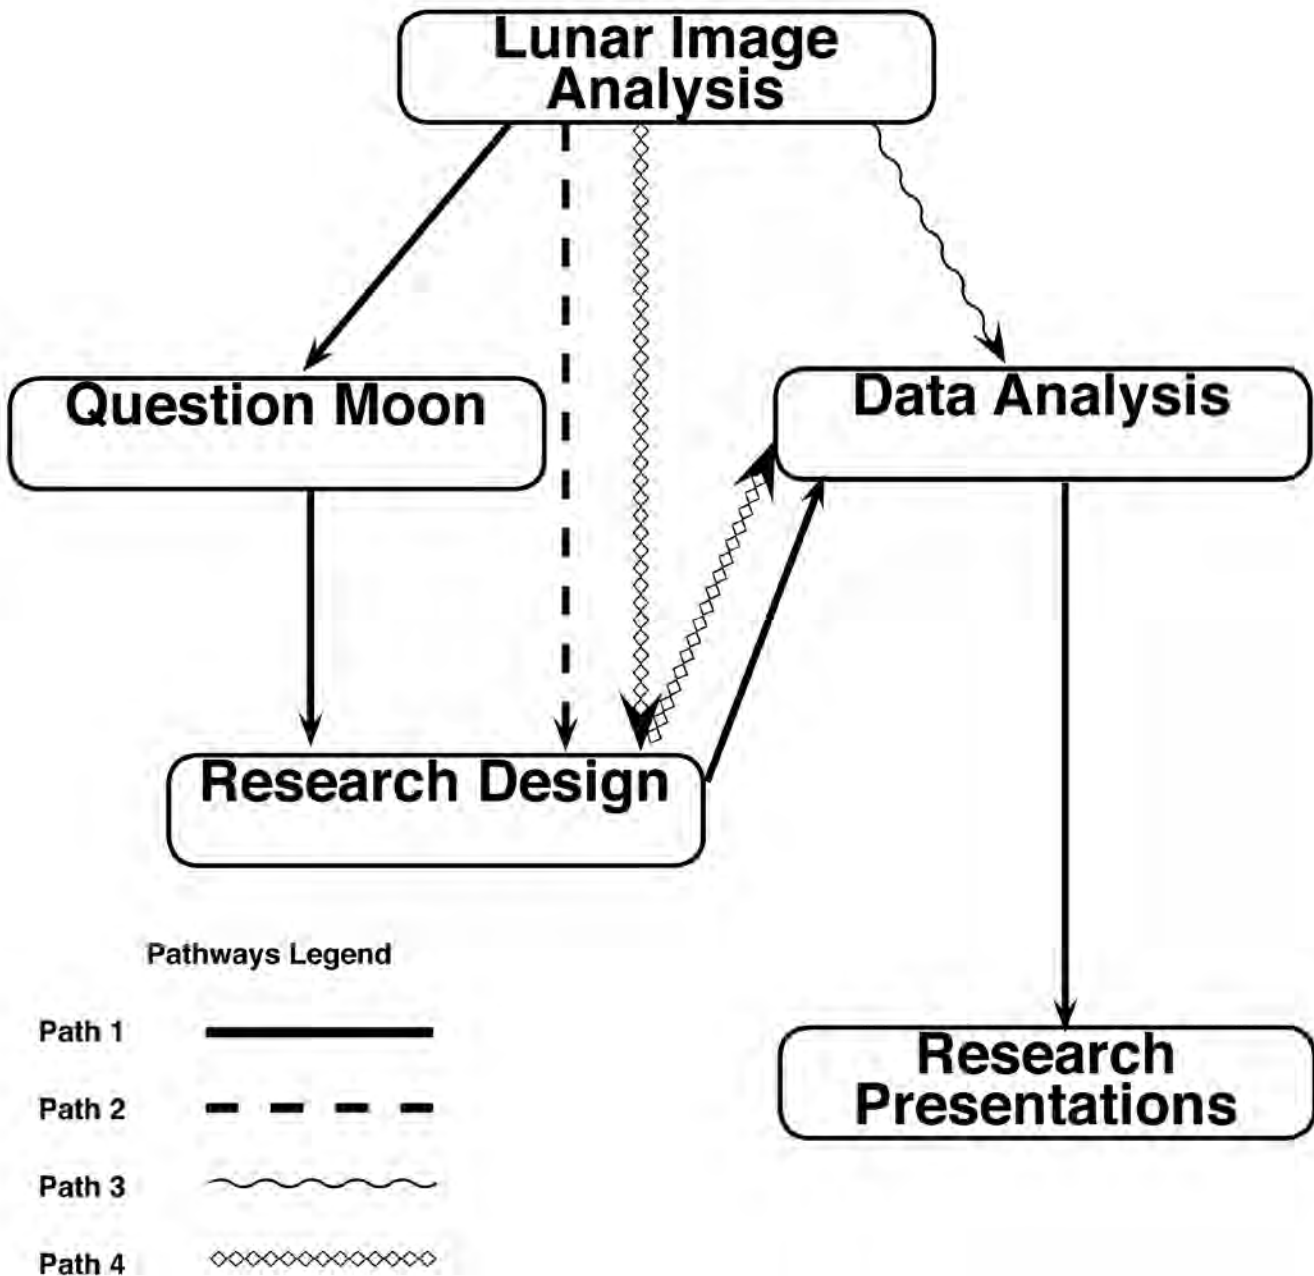 Lunar Image
Analysis
Question Moon
Data Analysis
Research Design
Pathways Legend
Path 1
Path 2
Path 3
Path 4
Research
Presentations